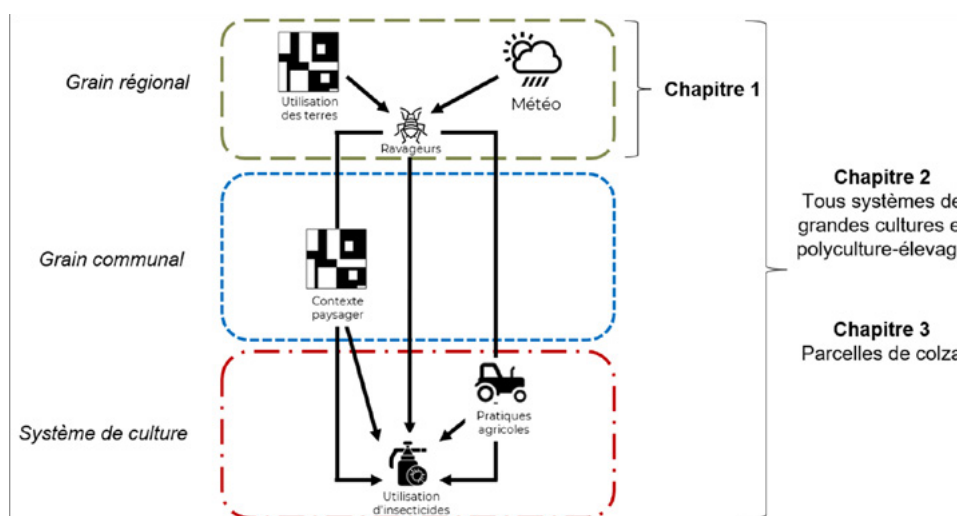 Grain régional
Utilisation
des terres
Météo
Ravageurs
Chapitre 1
Grain communal
Contexte
paysager
Chapitre 2
Tous systèmes de
grandes cultures e
polyculture-élevag
Chapitre 3
Parcelles de colza
Système de culture
Pratiques
agricoles
Utilisation
d'insecticides